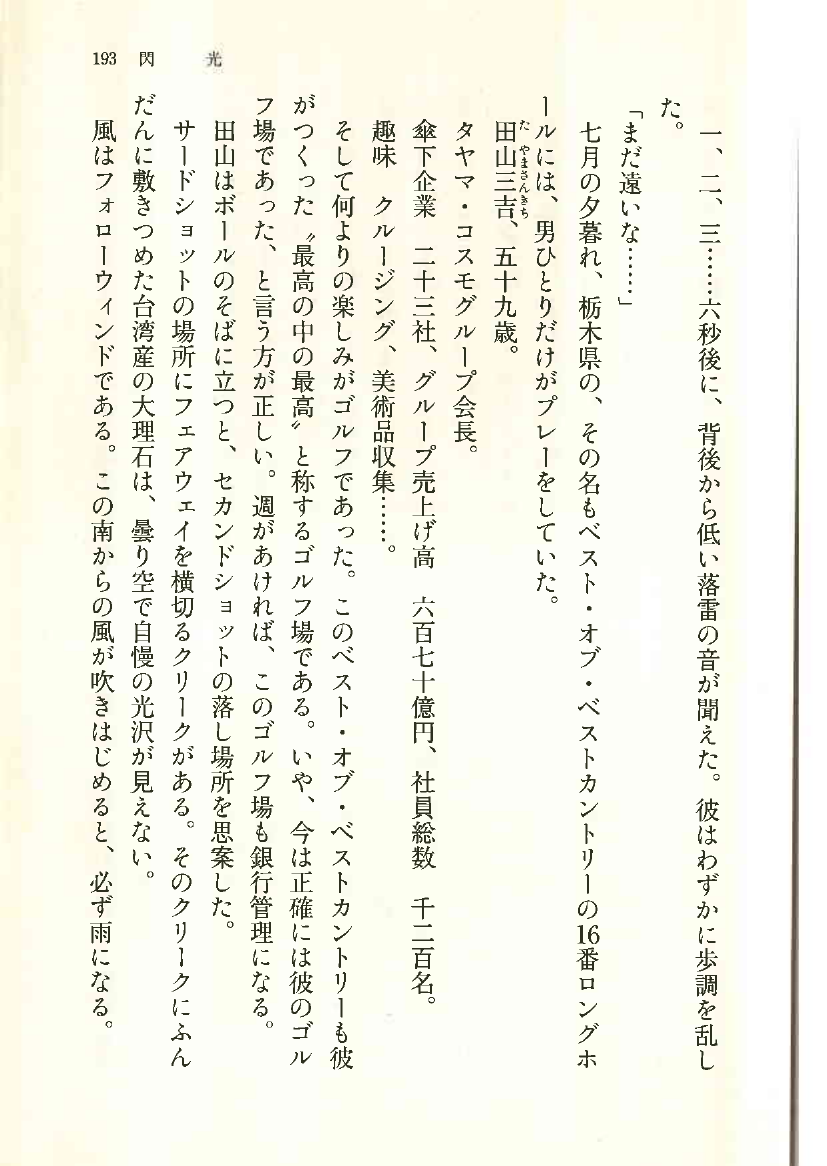 193 閃 光
一、二、三……六秒後に、背後から低い落雷の音が聞えた。彼はわずかに歩調を乱し
た。
「まだ遠いな……」
七月の夕暮れ、栃木県の、その名もベスト・オブ・ベストカントリーの16番ロングホ
ールには、男ひとりだけがプレーをしていた。
田山三吉、五十九歳。
た やまさんきち
タヤマ・コスモグループ会長。
傘下企業 二十三社、グループ売上げ高 六百七十億円、社員総数 千二百名。
趣味 クルージング、美術品収集……。
そして何よりの楽しみがゴルフであった。このベスト・オブ・ベストカントリーも彼
がつくった〝最高の中の最高〟と称するゴルフ場である。いや、今は正確には彼のゴル
フ場であった、と言う方が正しい。週があければ、このゴルフ場も銀行管理になる。
田山はボールのそばに立つと、セカンドショットの落し場所を思案した。
サードショットの場所にフェアウェイを横切るクリークがある。そのクリークにふん
だんに敷きつめた台湾産の大理石は、曇り空で自慢の光沢が見えない。
風はフォローウィンドである。この南からの風が吹きはじめると、必ず雨になる。